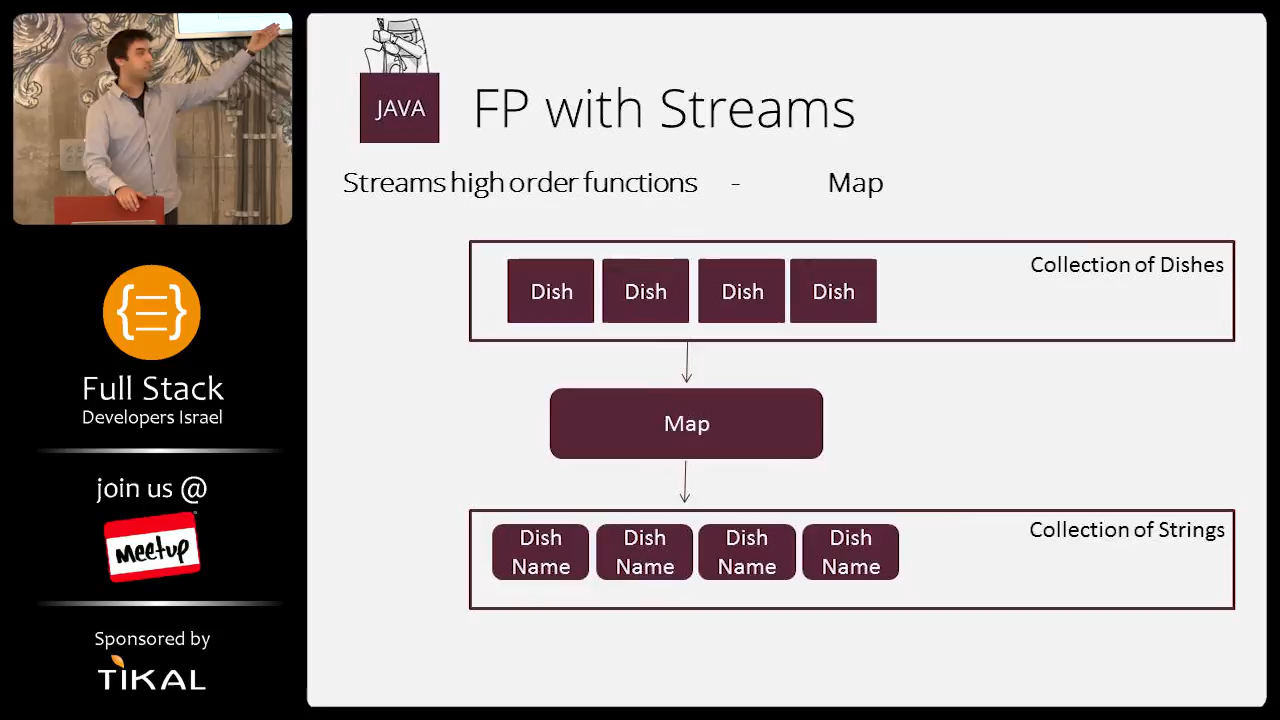 JAVA
FP with Streams
Streams high order functions - Map
Collection of Dishes
Dish Dish Dish Dish
Map
Collection of Strings
Dish Dish Dish Dish
Name Name Name Name
{ }
Full Stack
Developers Israel
join us @
Meetup
Sponsored by
TIKAL